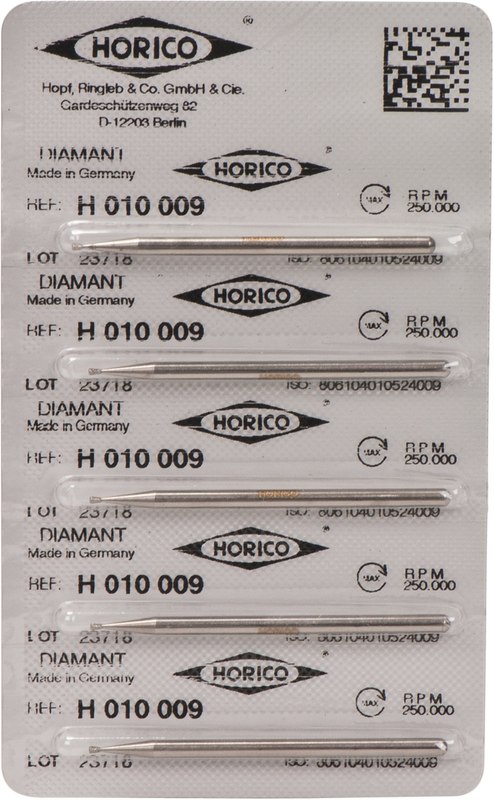 HORICO ®
Hopf, Ringleb & Co. GmbH & Cie.
Gardeschützenweg 82
D-12203 Berlin
DIAMANT
Made in Germany
HORICO ®
REF: H 010 009
MAX
RPM
250.000
LOT 23718
ISO: 806104010524009
DIAMANT
Made in Germany
HORICO ®
REF: H 010 009
MAX
RPM
250.000
LOT 23718
ISO: 806104010524009
DIAMANT
Made in Germany
HORICO ®
REF: H 010 009
MAX
RPM
250.000
LOT 23718
ISO: 806104010524009
DIAMANT
Made in Germany
HORICO ®
REF: H 010 009
MAX
RPM
250.000
LOT 23718
ISO: 806104010524009
DIAMANT
Made in Germany
HORICO ®
REF: H 010 009
MAX
RPM
250.000
LOT 23718
ISO: 806104010524009